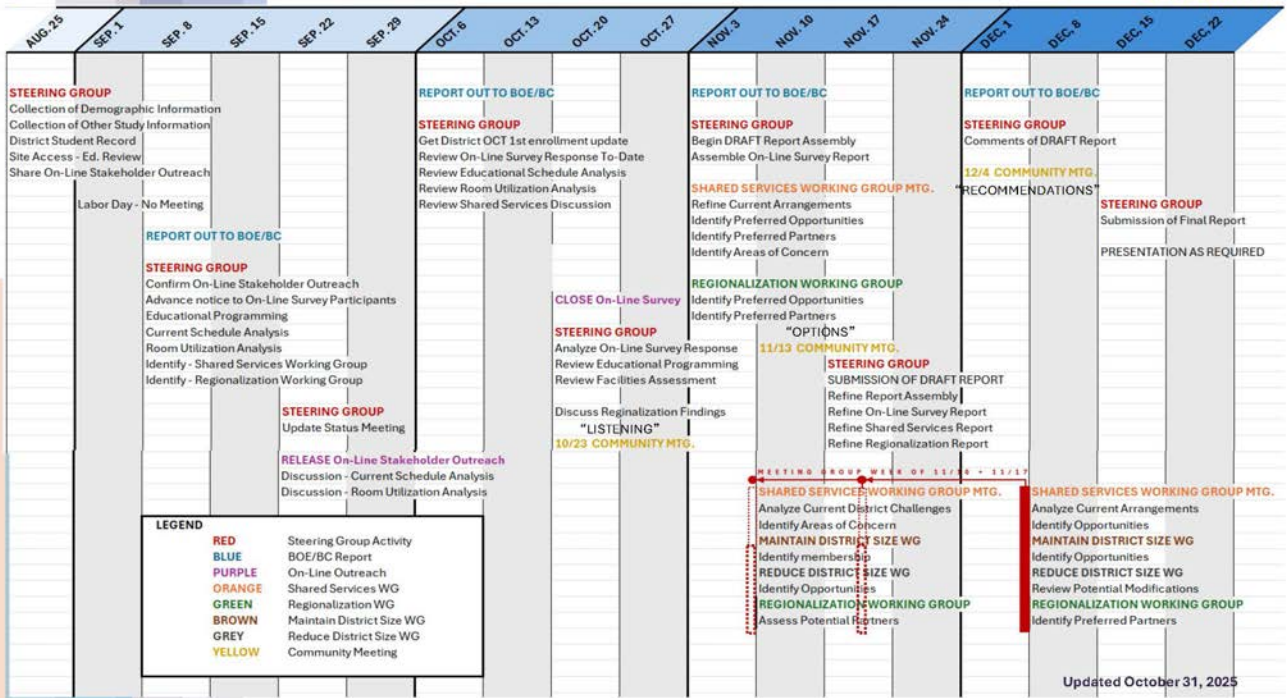 AUG. 25
SEP. 1
SEP. 8
SEP. 15
SEP. 22
SEP. 29
OCT. 6
OCT. 13
OCT. 20
OCT. 27
NOV. 3
NOV. 10
NOV. 17
NOV. 24
DEC, 1
DEC, 8
DEC, 15
DEC, 22
STEERING GROUP
Collection of Demographic Information
Collection of Other Study Information
District Student Record
Site Access - Ed. Review
Share On-Line Stakeholder Outreach
Labor Day - No Meeting
REPORT OUT TO BOE/BC
STEERING GROUP
Confirm On-Line Stakeholder Outreach
Advance notice to On-Line Survey Participants
Educational Programming
Current Schedule Analysis
Room Utilization Analysis
Identify - Shared Services Working Group
Identify - Regionalization Working Group
STEERING GROUP
Update Status Meeting
RELEASE On-Line Stakeholder Outreach
Discussion - Current Schedule Analysis
Discussion - Room Utilization Analysis
REPORT OUT TO BOE/BC
STEERING GROUP
Get District OCT 1st enrollment update
Review On-Line Survey Response To-Date
Review Educational Schedule Analysis
Review Room Utilization Analysis
Review Shared Services Discussion
CLOSE On-Line Survey
STEERING GROUP
Analyze On-Line Survey Response
Review Educational Programming
Review Facilities Assessment
Discuss Reginalization Findings
"LISTENING"
10/23 COMMUNITY MTG.
REPORT OUT TO BOE/BC
STEERING GROUP
Begin DRAFT Report Assembly
Assemble On-Line Survey Report
SHARED SERVICES WORKING GROUP MTG.
Refine Current Arrangements
Identify Preferred Opportunities
Identify Preferred Partners
Identify Areas of Concern
REGIONALIZATION WORKING GROUP
Identify Preferred Opportunities
Identify Preferred Partners
"OPTIONS"
11/13 COMMUNITY MTG.
STEERING GROUP
SUBMISSION OF DRAFT REPORT
Refine Report Assembly
Refine On-Line Survey Report
Refine Shared Services Report
Refine Regionalization Report
MEETING GROUP WEEK OF 11/10 + 11/17
SHARED SERVICES WORKING GROUP MTG.
Analyze Current District Challenges
Identify Areas of Concern
MAINTAIN DISTRICT SIZE WG
Identify membership
REDUCE DISTRICT SIZE WG
Identify Opportunities
REGIONALIZATION WORKING GROUP
Assess Potential Partners
REPORT OUT TO BOE/BC
STEERING GROUP
Comments of DRAFT Report
12/4 COMMUNITY MTG.
"RECOMMENDATIONS"
STEERING GROUP
Submission of Final Report
PRESENTATION AS REQUIRED
SHARED SERVICES WORKING GROUP MTG.
Analyze Current Arrangements
Identify Opportunities
MAINTAIN DISTRICT SIZE WG
Identify Opportunities
REDUCE DISTRICT SIZE WG
Review Potential Modifications
REGIONALIZATION WORKING GROUP
Identify Preferred Partners
LEGEND
RED Steering Group Activity
BLUE BOE/BC Report
PURPLE On-Line Outreach
ORANGE Shared Services WG
GREEN Regionalization WG
BROWN Maintain District Size WG
GREY Reduce District Size WG
YELLOW Community Meeting
Updated October 31, 2025